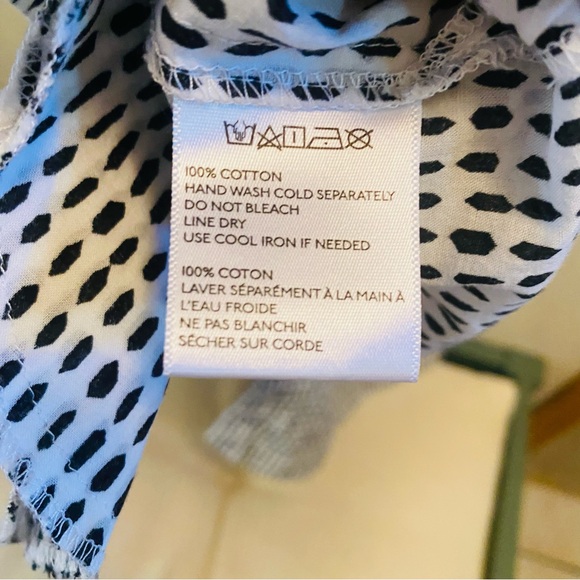 100% COTTON
HAND WASH COLD SEPARATELY
DO NOT BLEACH
LINE DRY
USE COOL IRON IF NEEDED
100% COTON
LAVER SÉPARÉMENT À LA MAIN À
L'EAU FROIDE
NE PAS BLANCHIR
SÉCHER SUR CORDE